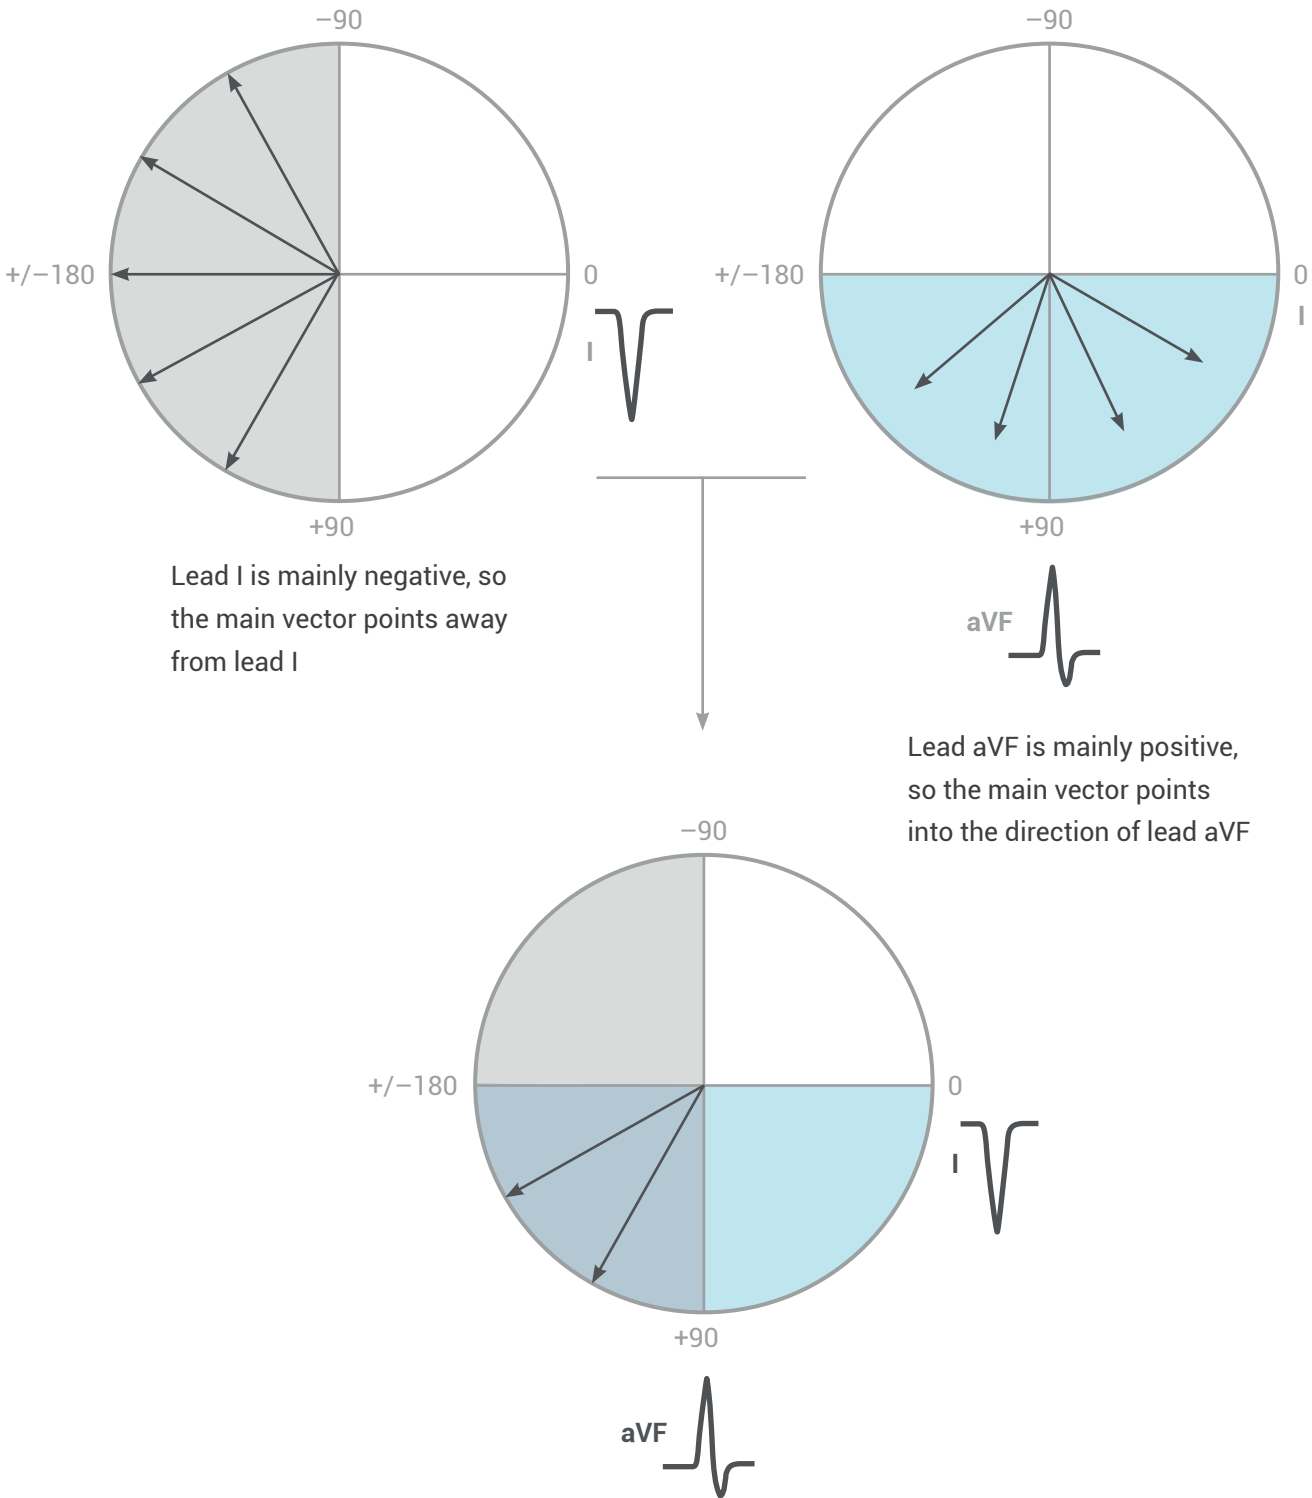 −90
−90
+/−180
0
+/−180
0
I
I
+90
+90
Lead I is mainly negative, so
the main vector points away
from lead I
aVF
Lead aVF is mainly positive,
so the main vector points
into the direction of lead aVF
−90
+/−180
0
I
+90
aVF